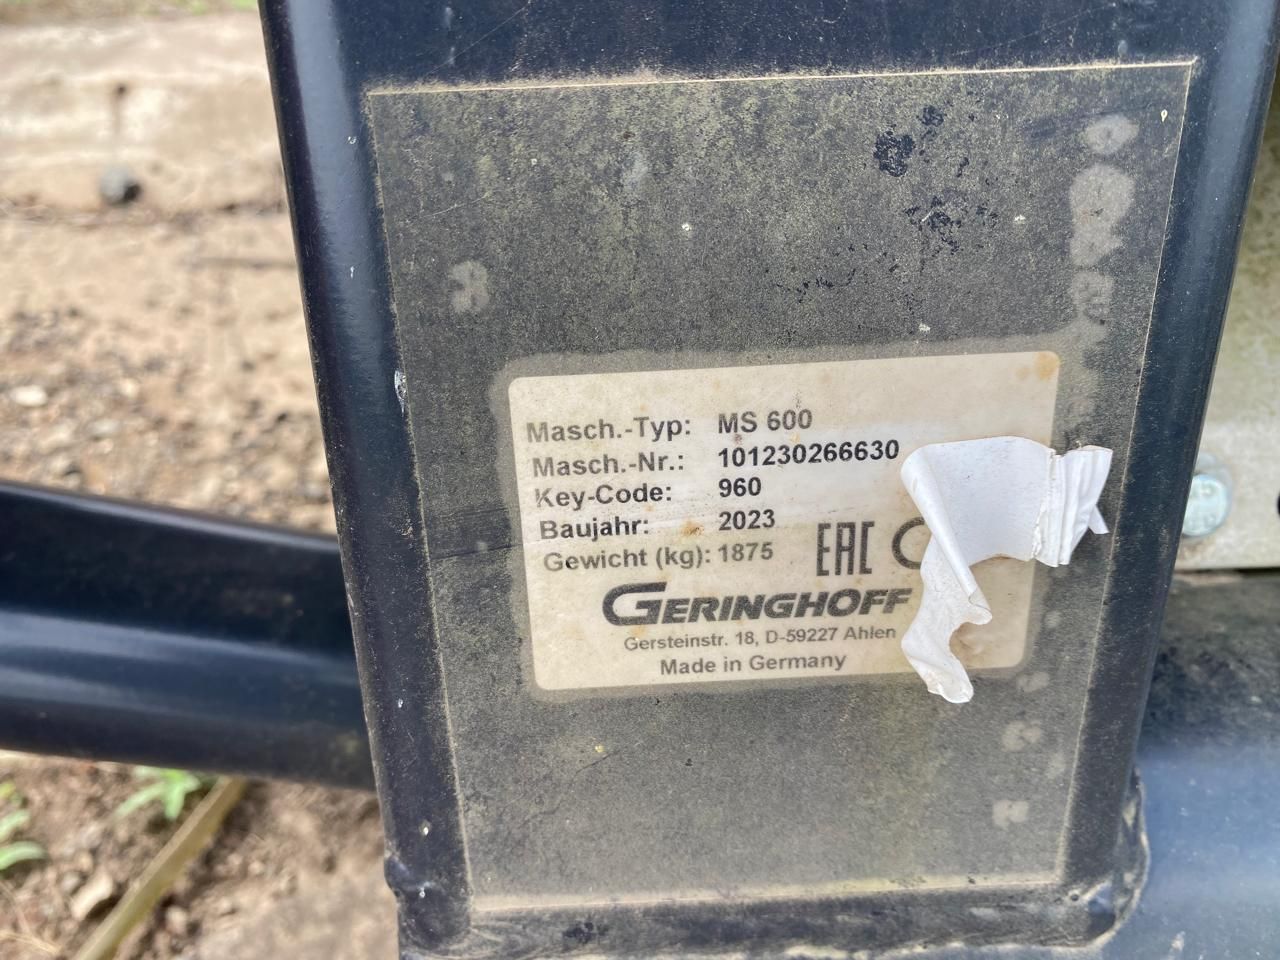 Masch.-Typ: MS 600
Masch.-Nr.: 101230266630
Key-Code: 960
Baujahr: 2023
Gewicht (kg): 1875
EAC C
GERINGHOFF
Gersteinstr. 18, D-59227 Ahlen
Made in Germany